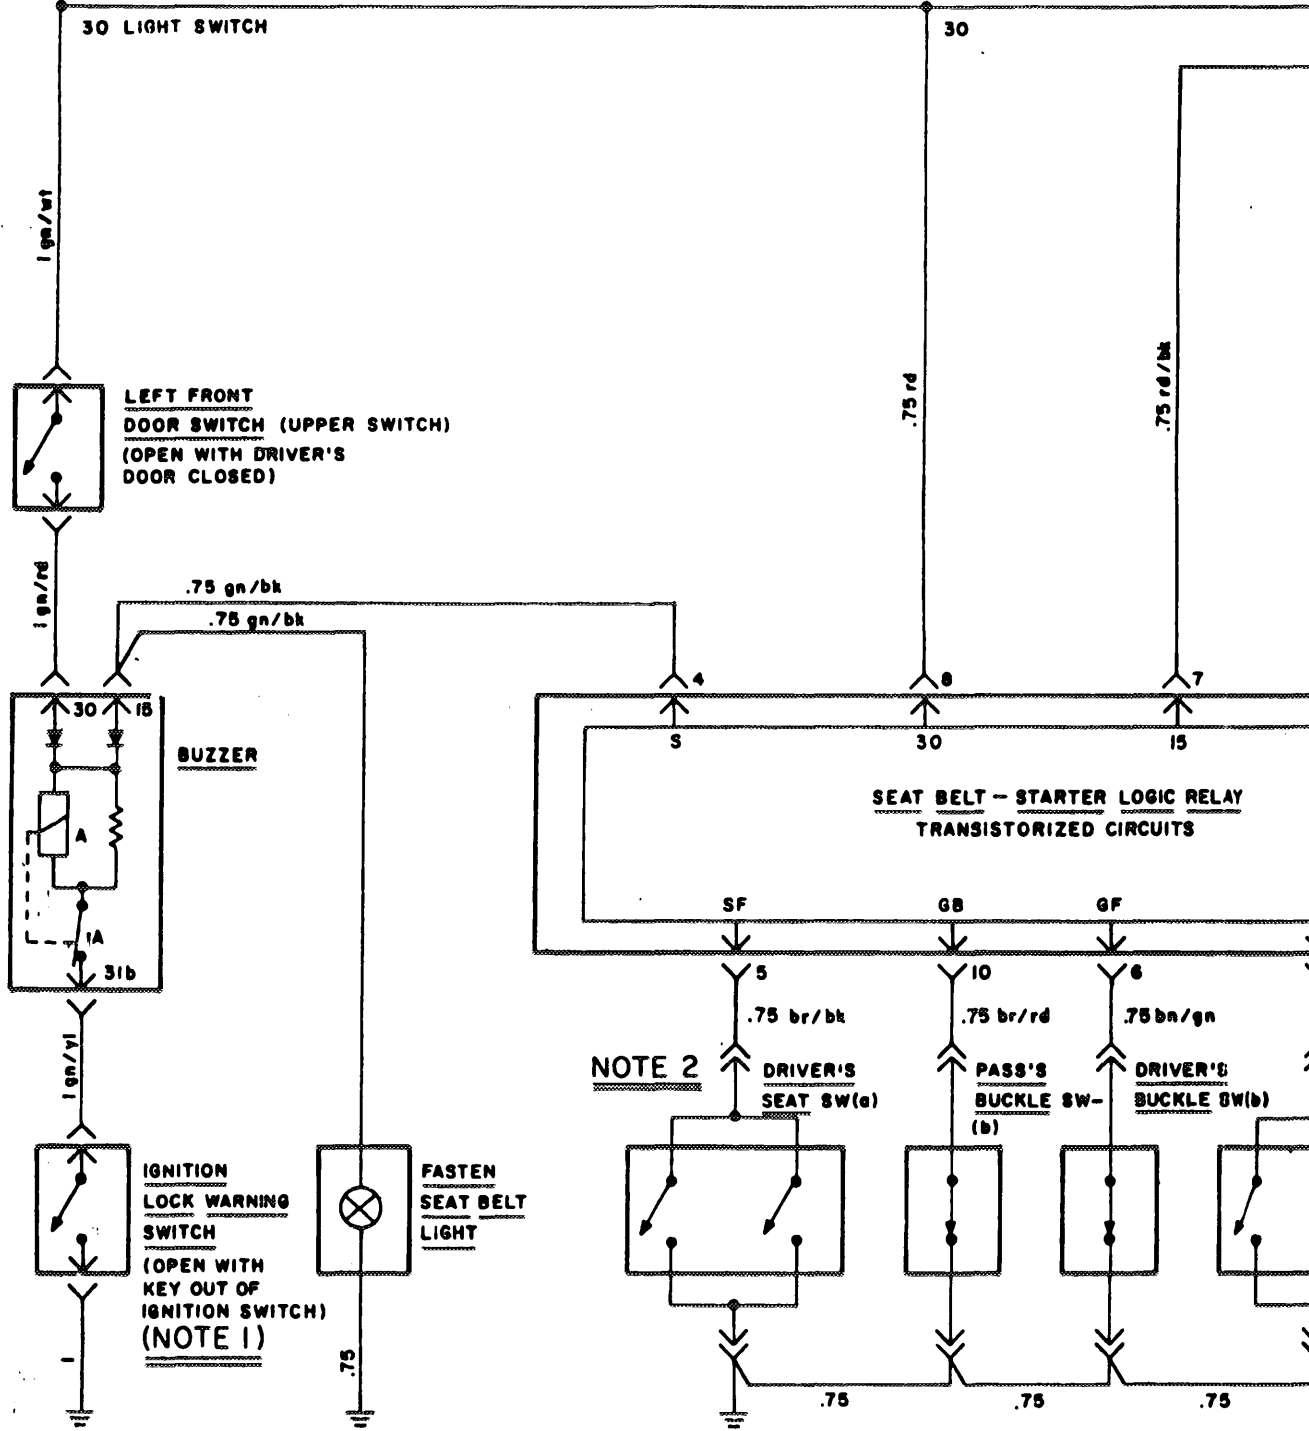 30 LIGHT SWITCH
30
1 gn/wt
.75 rd
.75 rd/bk
LEFT FRONT
DOOR SWITCH (UPPER SWITCH)
(OPEN WITH DRIVER'S
DOOR CLOSED)
1 gn/rd
.75 gn/bk
.75 gn/bk
4
8
7
30
15
S
30
15
BUZZER
SEAT BELT - STARTER LOGIC RELAY
TRANSISTORIZED CIRCUITS
A
SF
GB
GF
1A
31b
5
10
6
.75 br/bk
.75 br/rd
.75 bn/gn
1 gn/yl
NOTE 2
DRIVER'S
SEAT SW(a)
PASS'S
BUCKLE SW-
(b)
DRIVER'S
BUCKLE SW(b)
IGNITION
LOCK WARNING
SWITCH
(OPEN WITH
KEY OUT OF
IGNITION SWITCH)
(NOTE 1)
FASTEN
SEAT BELT
LIGHT
1
.75
.75
.75
.75